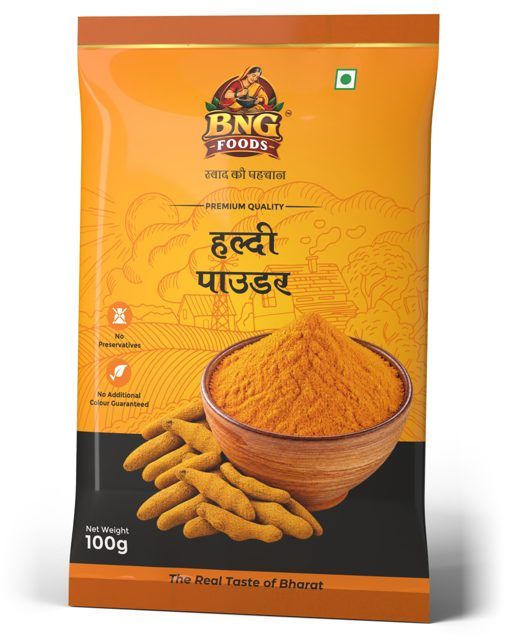 BNG
FOODS
TM
स्वाद की पहचान
PREMIUM QUALITY
हल्दी
पाउडर
No
Preservatives
No Additional
Colour Guaranteed
Net Weight
100g
The Real Taste of Bharat